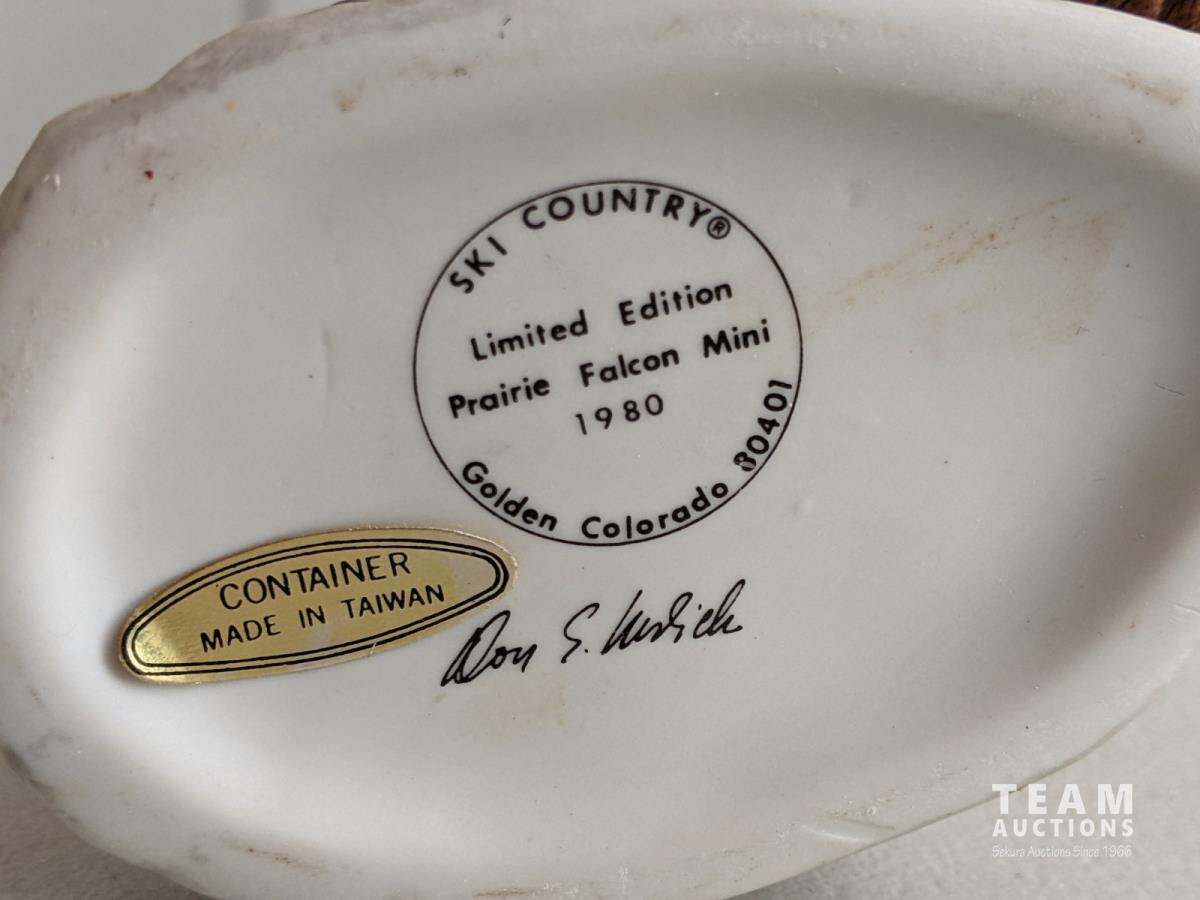 SKI COUNTRY®
Limited Edition
Prairie Falcon Mini
1980
Golden Colorado 80401
CONTAINER
MADE IN TAIWAN
Don S.
TEAM
AUCTIONS
Sekura Auctions Since 1966